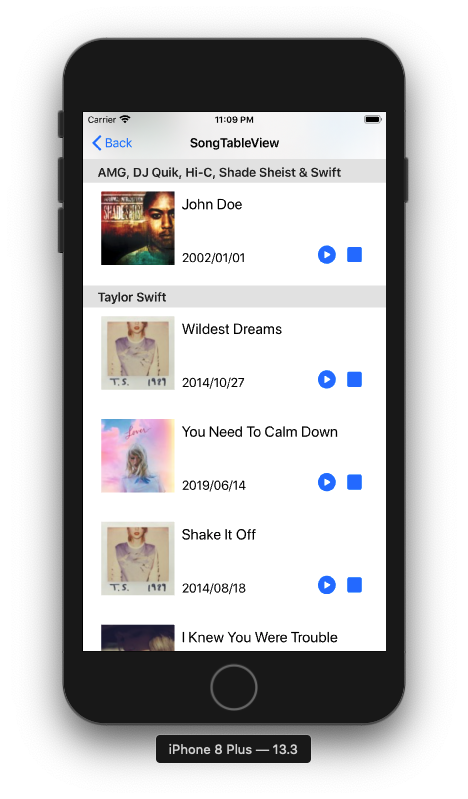 Carrier 11:09 PM
Back SongTableView
AMG, DJ Quik, Hi-C, Shade Sheist & Swift
SHADE SHEIST
John Doe
2002/01/01
Taylor Swift
Wildest Dreams
T.S. 1989
2014/10/27
Lover
You Need To Calm Down
2019/06/14
Shake It Off
T.S. 1989
2014/08/18
I Knew You Were Trouble
iPhone 8 Plus — 13.3